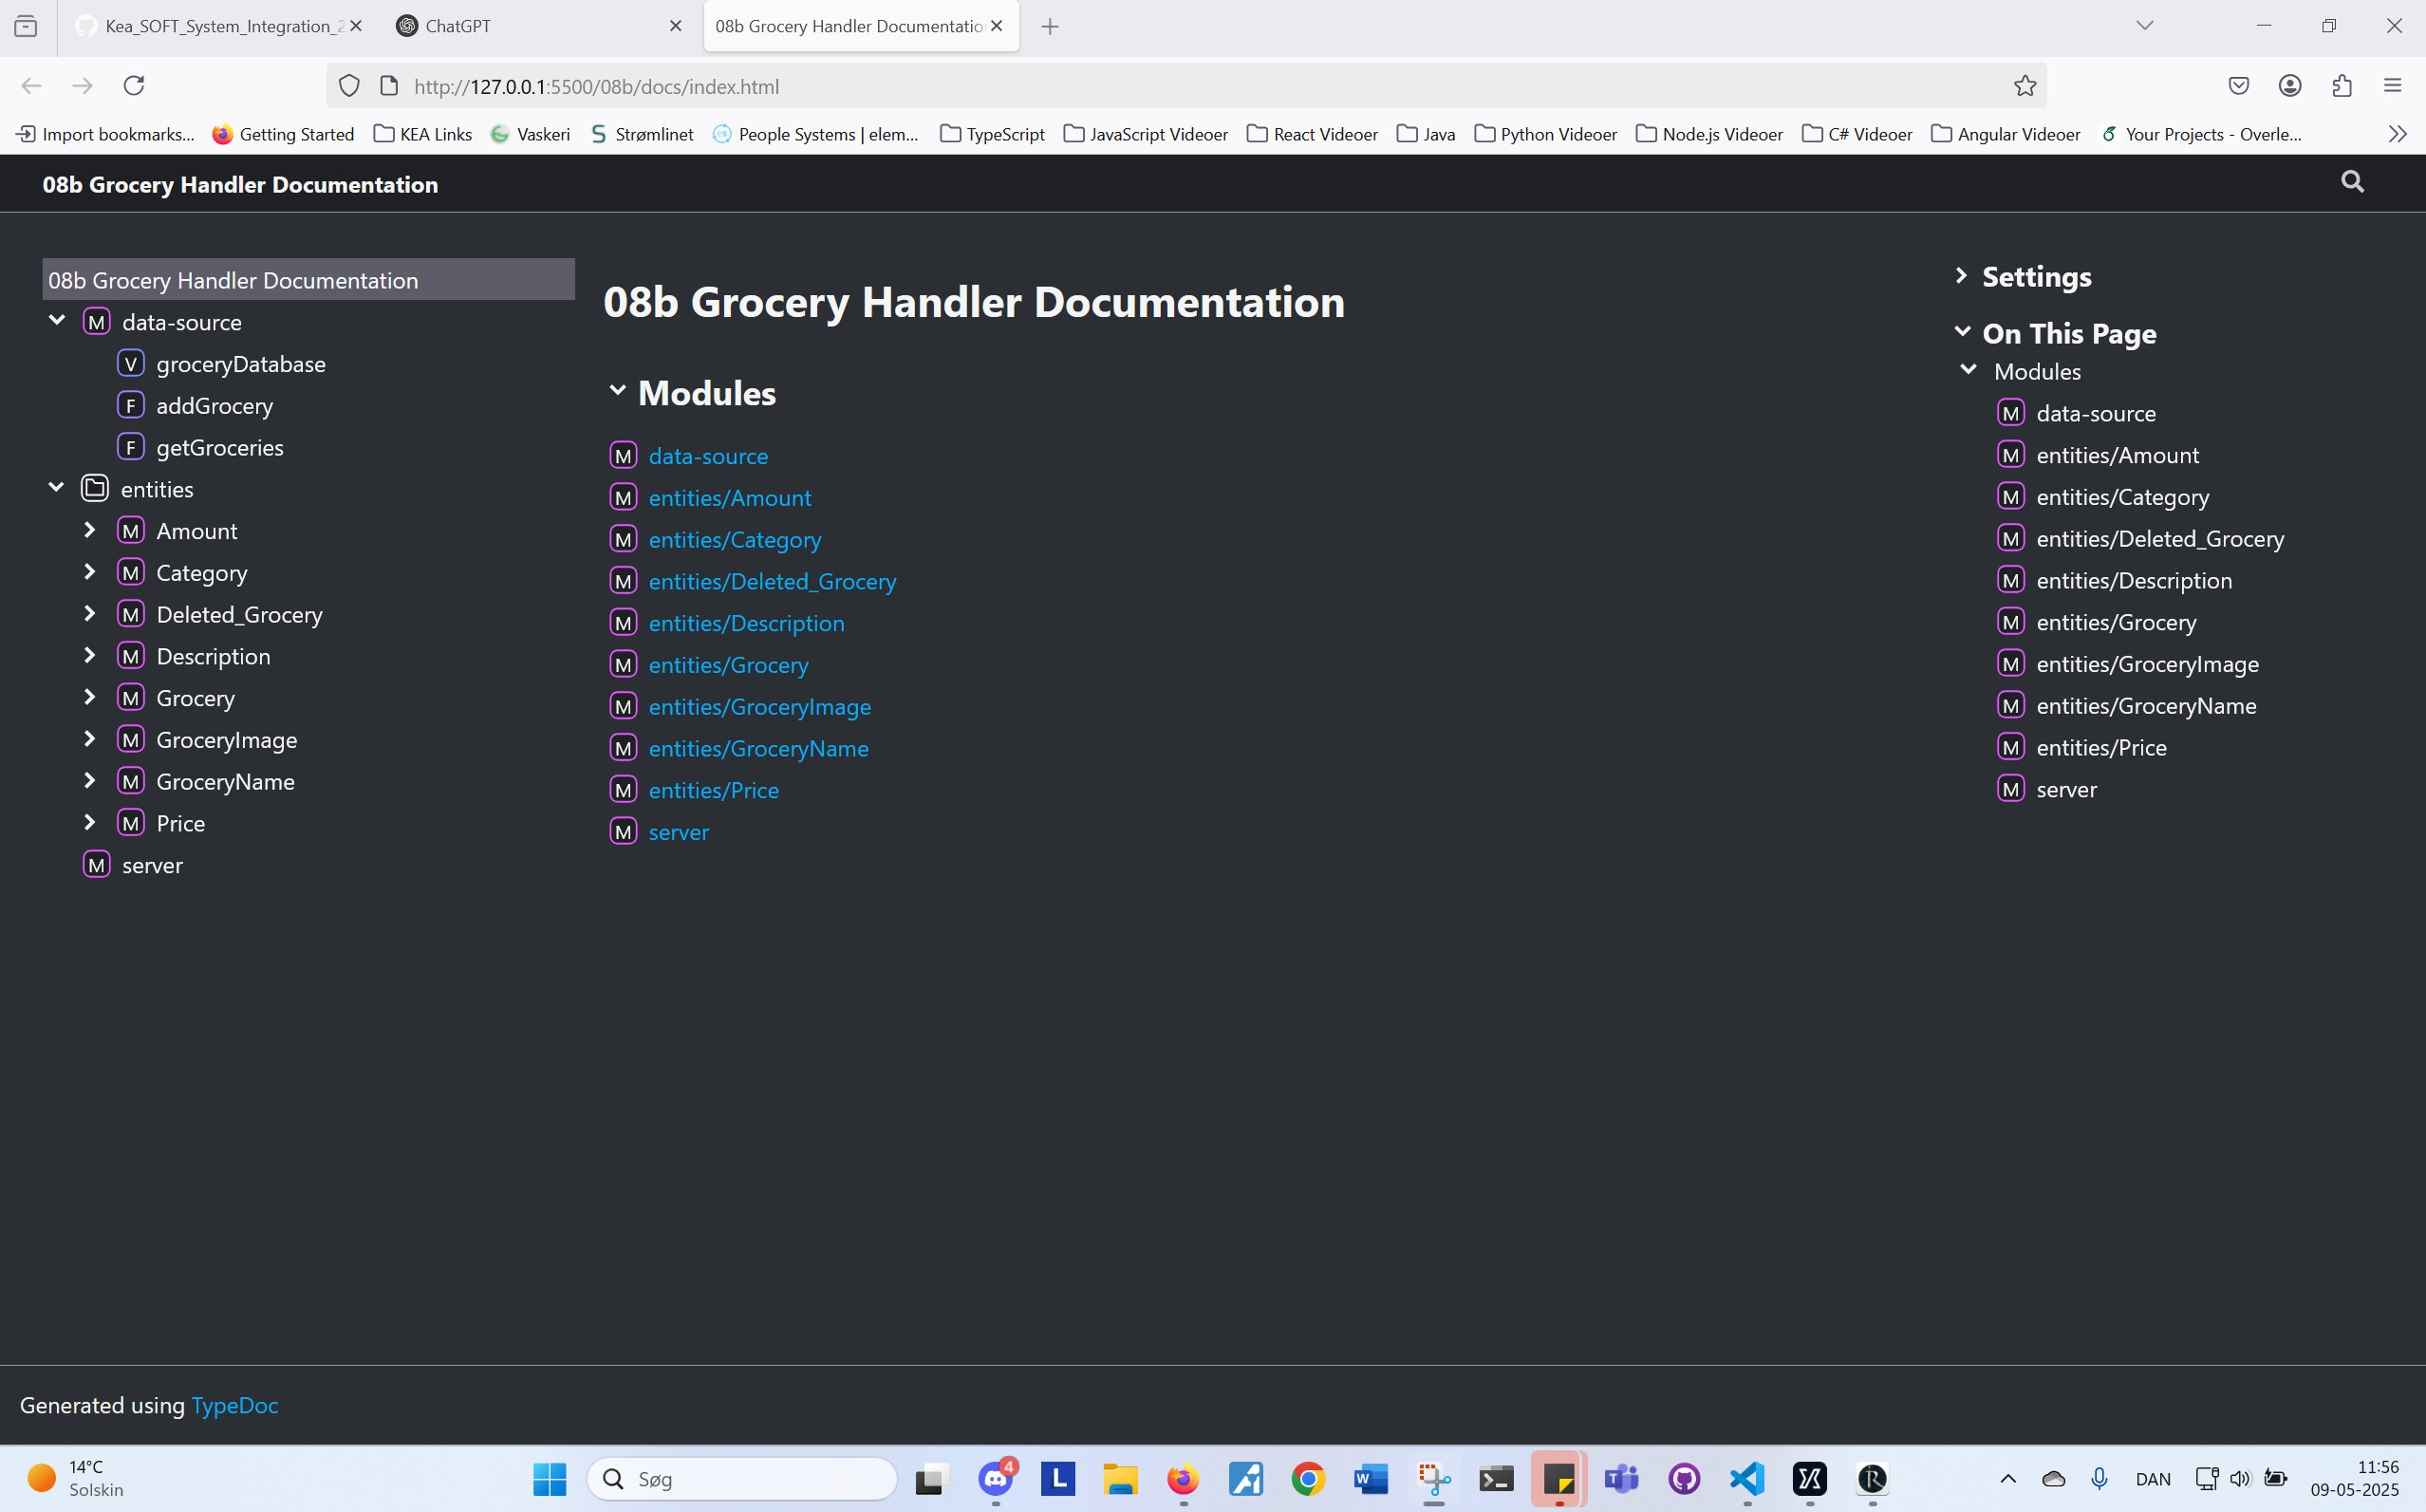 Kea_SOFT_System_Integration_2
ChatGPT
08b Grocery Handler Documentatio
http://127.0.0.1:5500/08b/docs/index.html
Import bookmarks...
Getting Started
KEA Links
Vaskeri
Strømlinet
People Systems | elem...
TypeScript
JavaScript Videoer
React Videoer
Java
Python Videoer
Node.js Videoer
C# Videoer
Angular Videoer
Your Projects - Overle...
08b Grocery Handler Documentation
08b Grocery Handler Documentation
M data-source
V groceryDatabase
F addGrocery
F getGroceries
entities
M Amount
M Category
M Deleted_Grocery
M Description
M Grocery
M GroceryImage
M GroceryName
M Price
M server
08b Grocery Handler Documentation
Modules
M data-source
M entities/Amount
M entities/Category
M entities/Deleted_Grocery
M entities/Description
M entities/Grocery
M entities/GroceryImage
M entities/GroceryName
M entities/Price
M server
Settings
On This Page
Modules
M data-source
M entities/Amount
M entities/Category
M entities/Deleted_Grocery
M entities/Description
M entities/Grocery
M entities/GroceryImage
M entities/GroceryName
M entities/Price
M server
Generated using TypeDoc
14°C
Solskin
Søg
4
L
DAN
11:56
09-05-2025